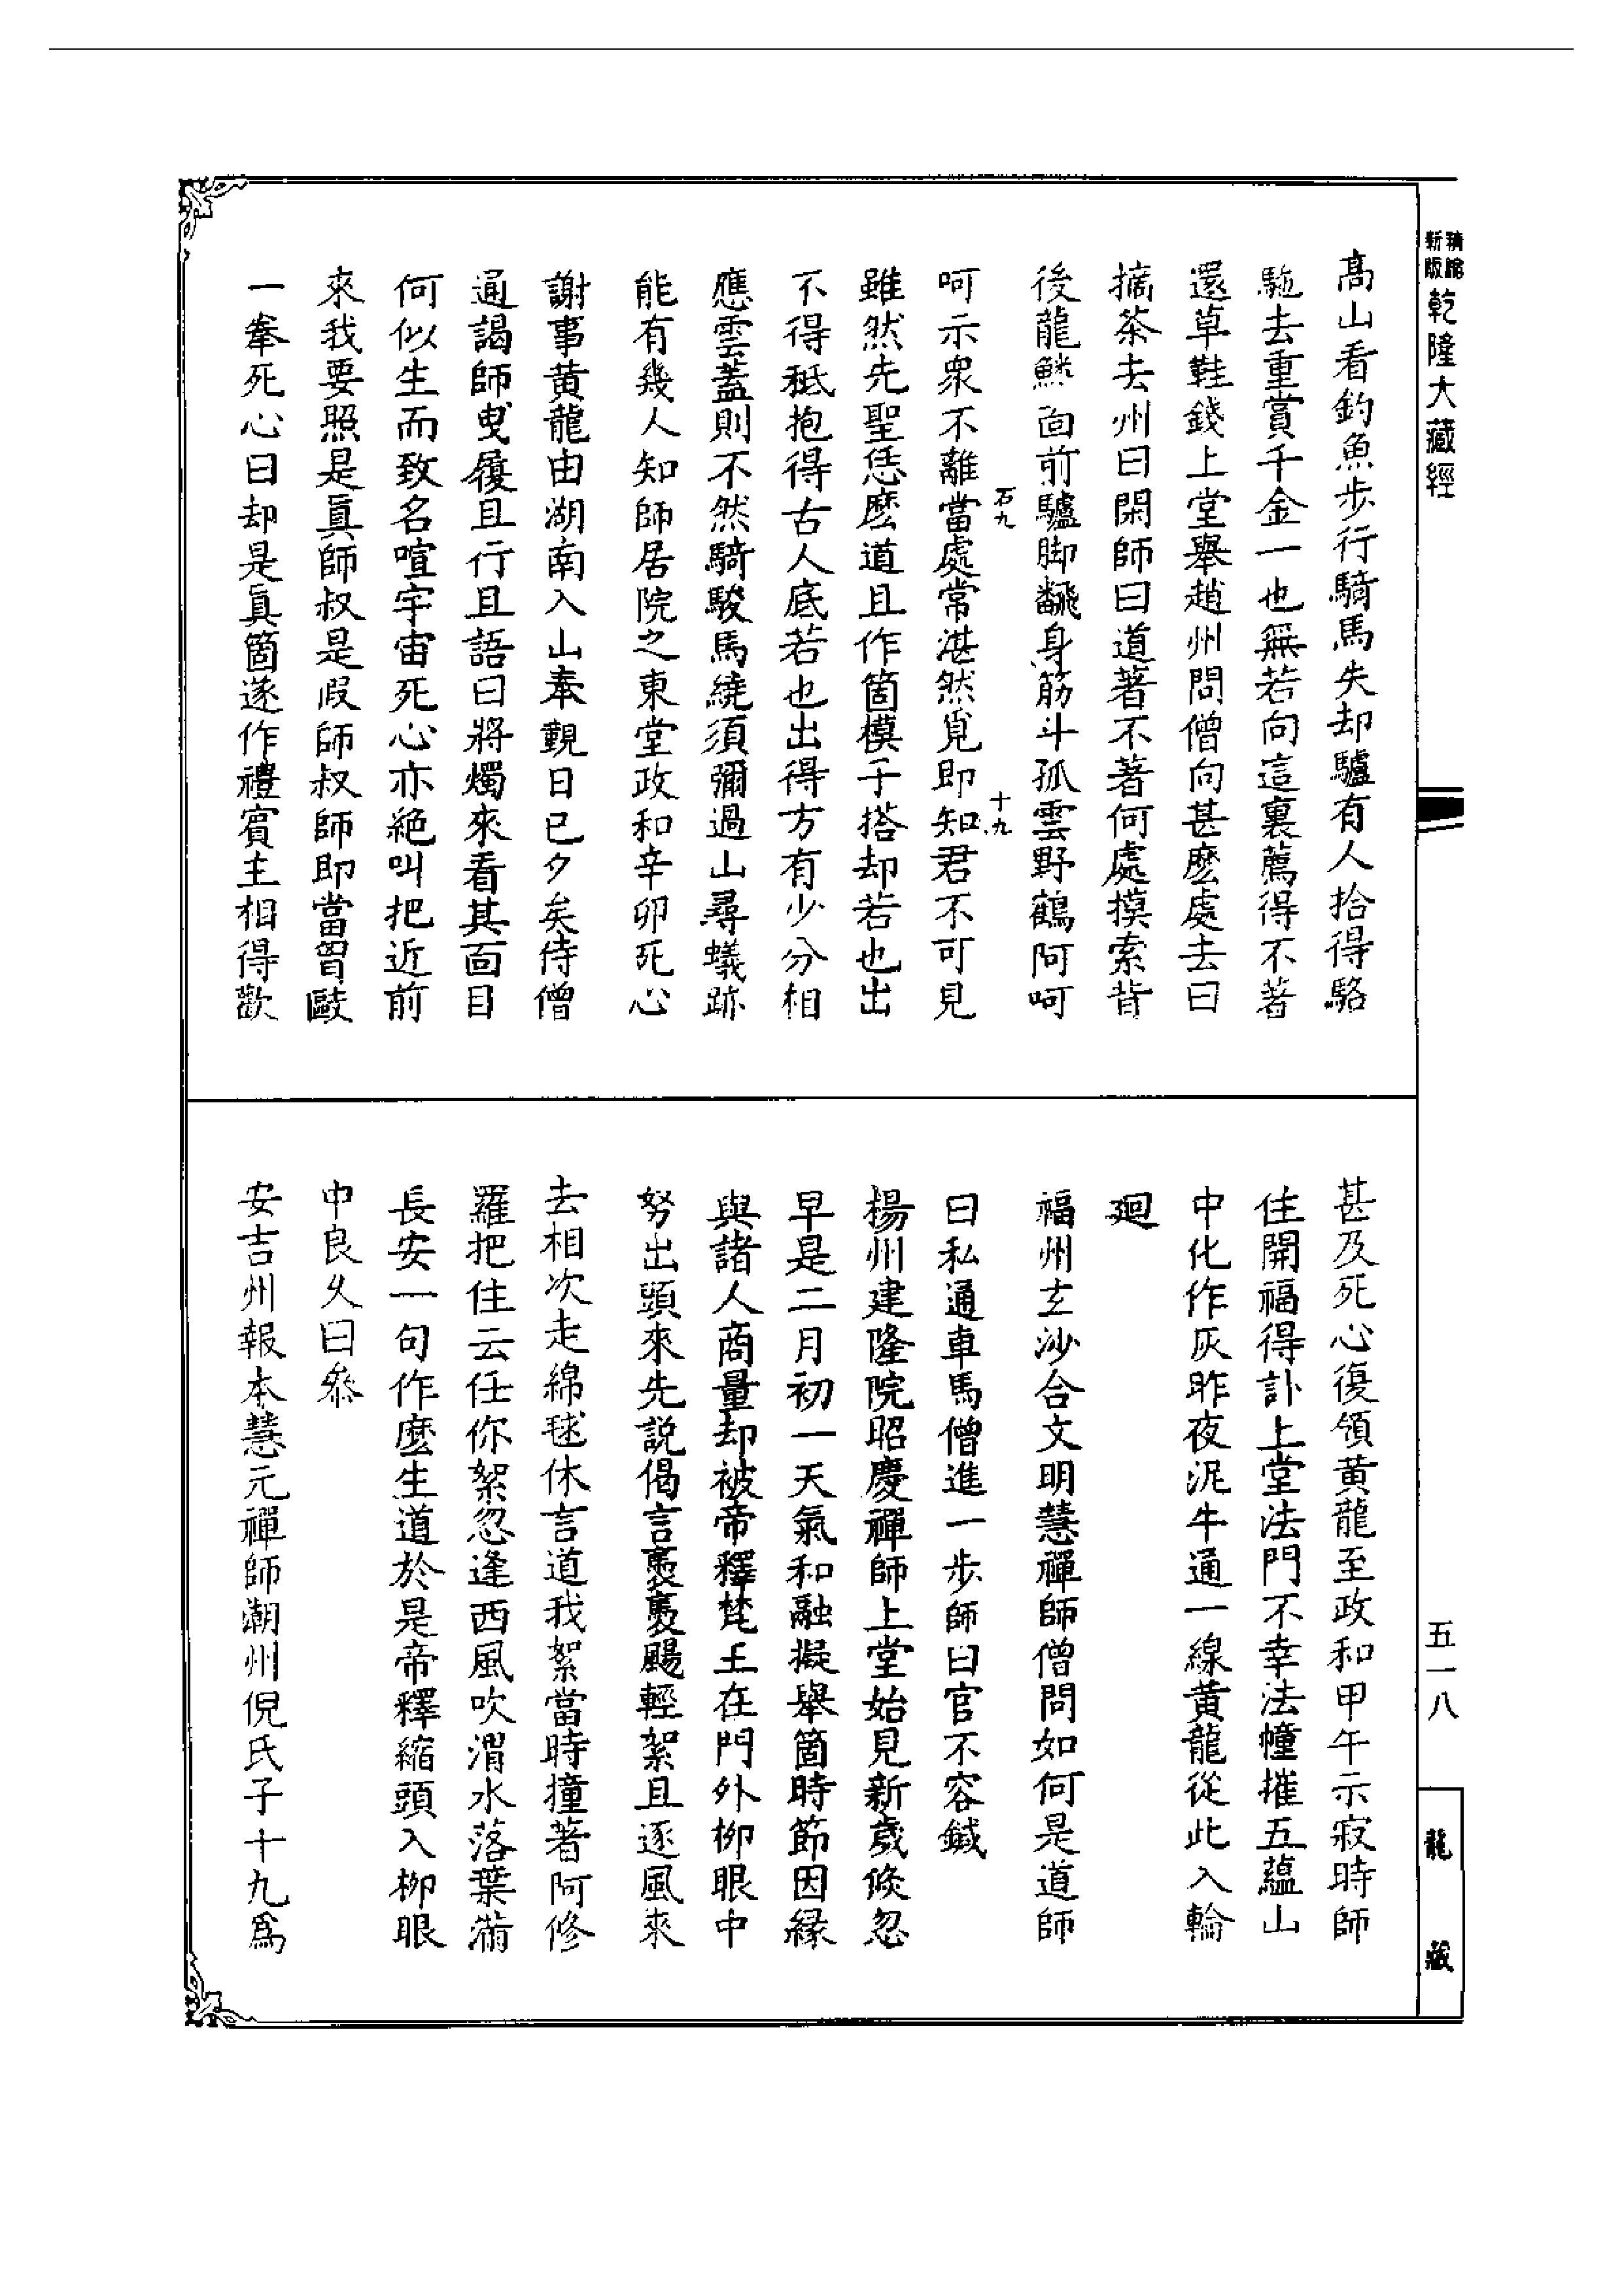 新版精縮乾隆大藏經
高山看釣魚步行騎馬失却驢有人拾得駱
駞去重賞千金一也無若向這裏薦得不著
還草鞋錢上堂舉趙州問僧向甚麽處去曰
摘茶去州曰閑師曰道著不著何處摸索背
後龍鱗面前驢脚飜身筋斗孤雲野鶴阿呵
石九 十九
呵示衆不離當處常湛然覓即知君不可見
雖然先聖恁麽道且作箇模子搭却若也出
不得秪抱得古人底若也出得方有少分相
應雲蓋則不然騎駿馬繞須彌過山尋蟻跡
能有幾人知師居院之東堂政和辛卯死心
謝事黃龍由湖南入山奉覲日已夕矣侍僧
通謁師曳履且行且語曰將燭來看其面目
何似生而致名喧宇宙死心亦絶叫把近前
來我要照是眞師叔是假師叔師即當胷毆
一拳死心曰却是眞箇遂作禮賓主相得歡
甚及死心復領黃龍至政和甲午示寂時師
住開福得訃上堂法門不幸法幢摧五蘊山
中化作灰昨夜泥牛通一線黃龍從此入輪
廻
福州玄沙合文明慧禪師僧問如何是道師
曰私通車馬僧進一步師曰官不容鍼
楊州建隆院昭慶禪師上堂始見新歲倐忽
早是二月初一天氣和融擬舉箇時節因緣
與諸人商量却被帝釋梵王在門外柳眼中
努出頭來先説偈言裊裊颺輕絮且逐風來
去相次走綿毬休言道我絮當時撞著阿修
羅把住云任你絮忽逢西風吹渭水落葉滿
長安一句作麽生道於是帝釋縮頭入柳眼
中良久曰叅
安吉州報本慧元禪師潮州倪氏子十九爲
五一八
龍藏